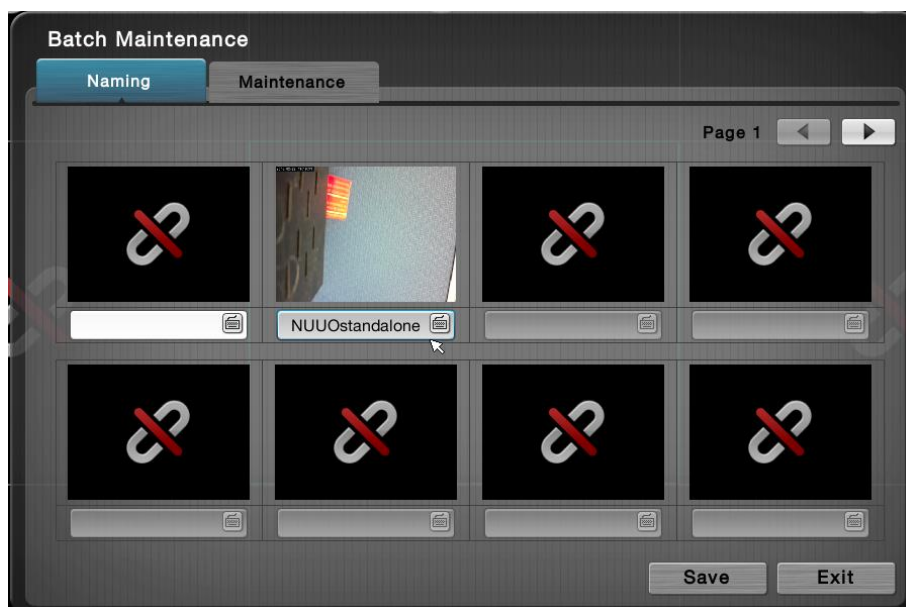 Batch Maintenance
Naming
Maintenance
Page 1
NUUOstandalone
Save
Exit